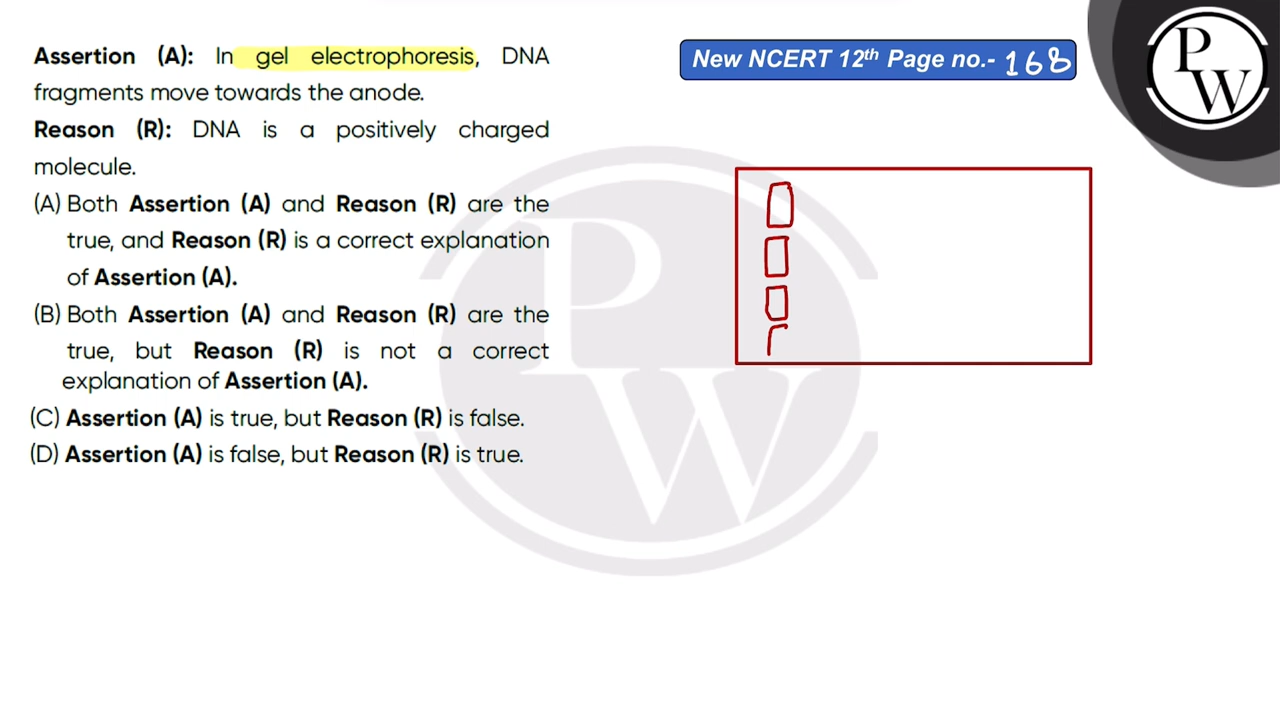 Assertion (A): In gel electrophoresis, DNA
fragments move towards the anode.
Reason (R): DNA is a positively charged
molecule.
(A) Both Assertion (A) and Reason (R) are the
true, and Reason (R) is a correct explanation
of Assertion (A).
(B) Both Assertion (A) and Reason (R) are the
true, but Reason (R) is not a correct
explanation of Assertion (A).
(C) Assertion (A) is true, but Reason (R) is false.
(D) Assertion (A) is false, but Reason (R) is true.
New NCERT 12th Page no.- 168
P
W
P
W